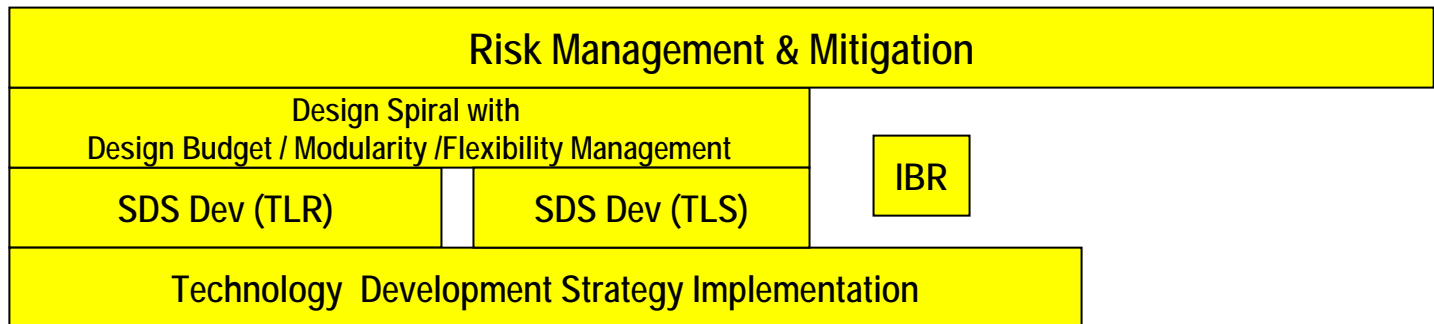 Risk Management & Mitigation
Design Spiral with
Design Budget / Modularity /Flexibility Management
IBR
SDS Dev (TLR)
SDS Dev (TLS)
Technology  Development Strategy Implementation